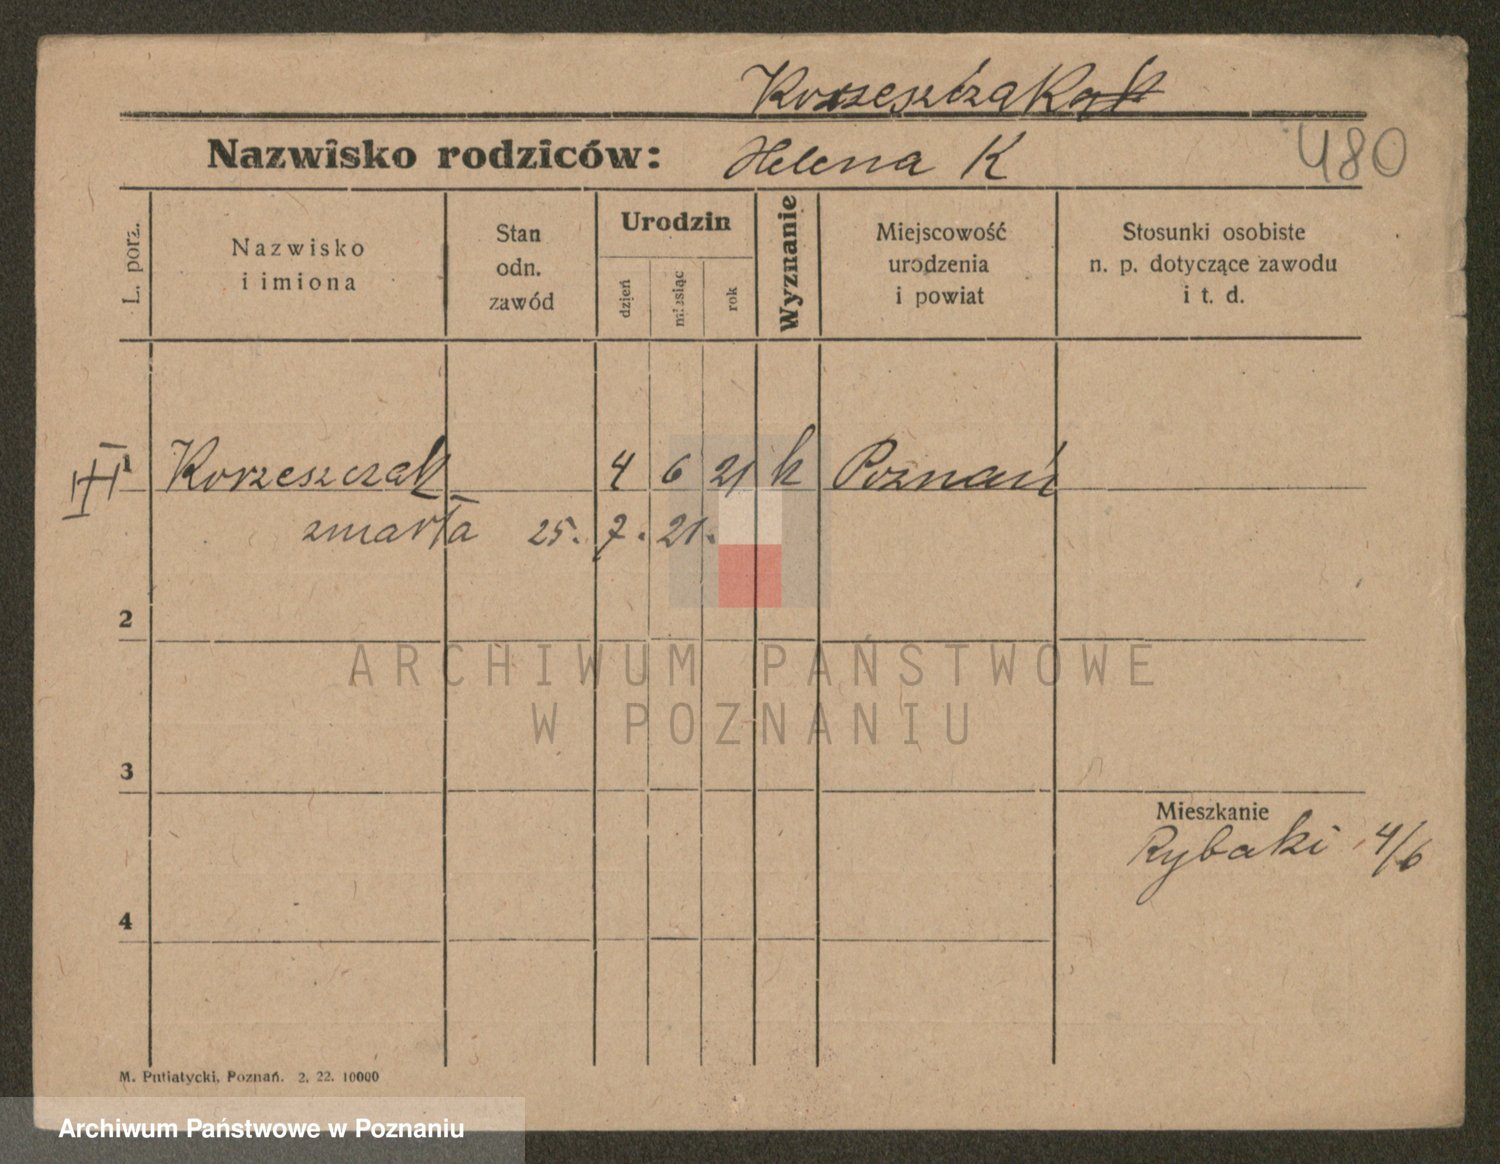 Korzeszczak
Nazwisko rodziców: Helena K 480
L. porz.
Nazwisko
i imiona
Stan
odn.
zawód
Urodzin
dzień
miesiąc
rok
Wyznanie
Miejscowość
urodzenia
i powiat
Stosunki osobiste
n. p. dotyczące zawodu
i t. d.
1 Korzeszczak 4 6 21 k Poznań
III
zmarła 25. 7. 21.
2
ARCHIWUM PAŃSTWOWE
W POZNANIU
3
Mieszkanie
Rybaki 4/6
4
M. Putiatycki, Poznań. 2. 22. 10000
Archiwum Państwowe w Poznaniu